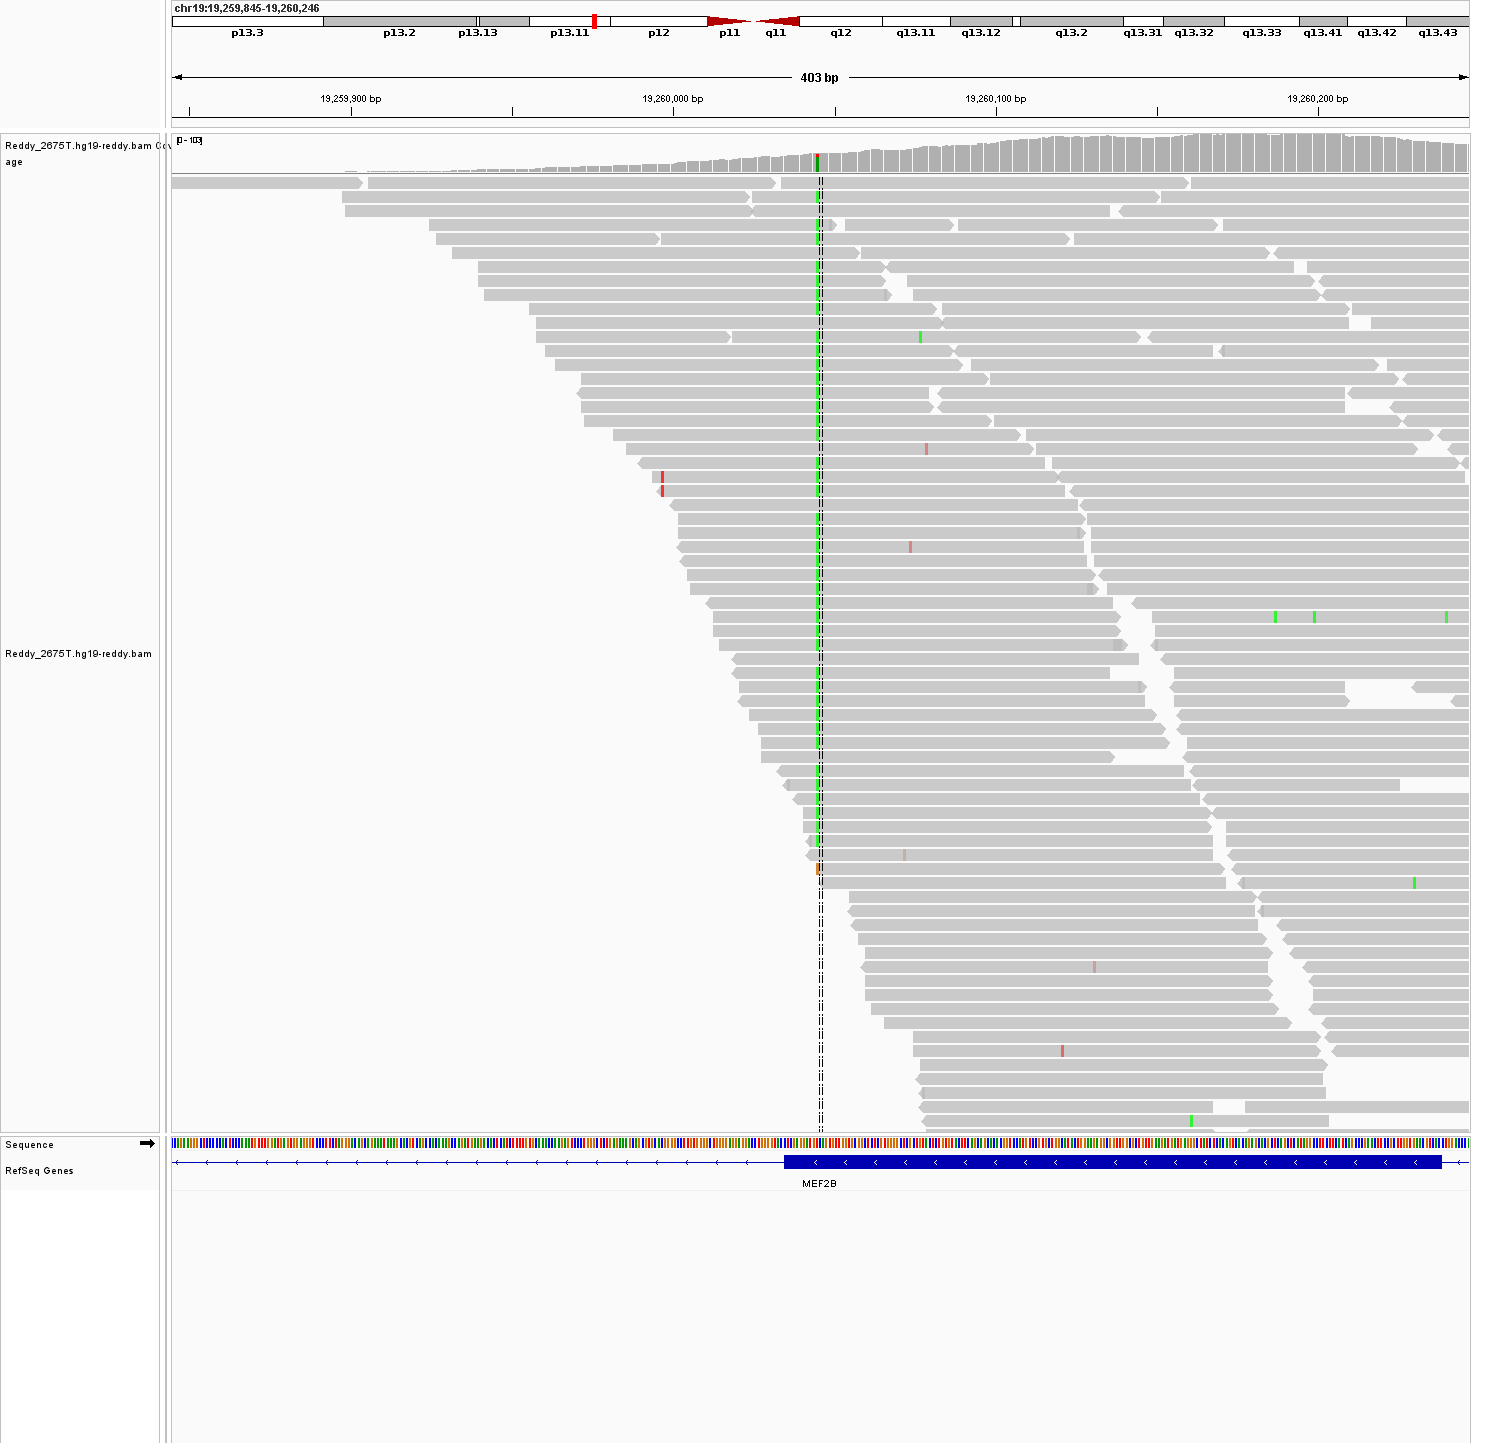 chr19:19,259,845-19,260,246
p13.3 p13.2 p13.13 p13.11 p12 p11 q11 q12 q13.11 q13.12 q13.2 q13.31 q13.32 q13.33 q13.41 q13.42 q13.43
403 bp
19,259,900 bp 19,260,000 bp 19,260,100 bp 19,260,200 bp
[0 - 103]
Reddy_2675T.hg19-reddy.bam Cov
age
Reddy_2675T.hg19-reddy.bam
Sequence
RefSeq Genes
MEF2B